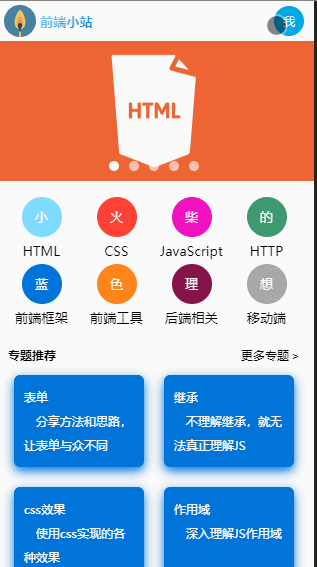 前端小站
我
HTML
小 火 柴 的
HTML CSS JavaScript HTTP
蓝 色 理 想
前端框架 前端工具 后端相关 移动端
专题推荐 更多专题 >
表单
分享方法和思路,
让表单与众不同
继承
不理解继承，就无
法真正理解JS
css效果
使用css实现的各
种效果
作用域
深入理解JS作用域